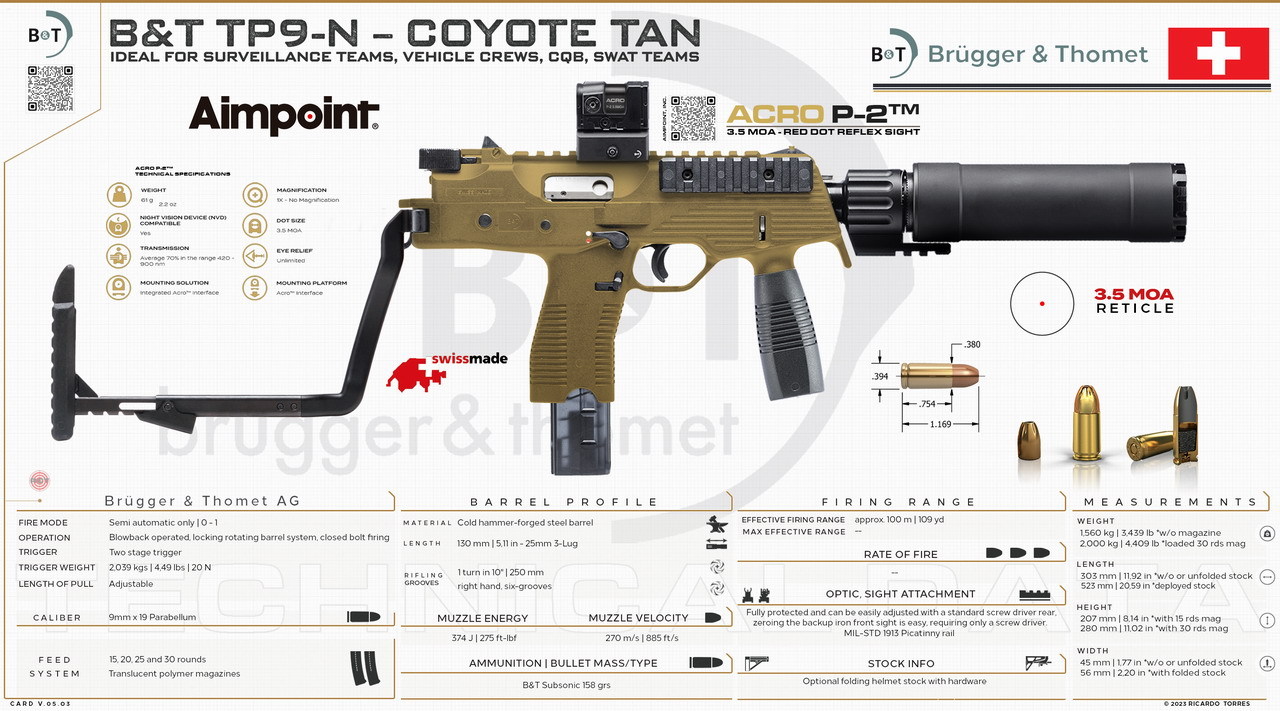 B&T
B&T TP9-N – COYOTE TAN
IDEAL FOR SURVEILLANCE TEAMS, VEHICLE CREWS, CQB, SWAT TEAMS
B&T Brügger & Thomet
Aimpoint®
ACRO
AIMPOINT, INC.
ACRO P-2™
3.5 MOA - RED DOT REFLEX SIGHT
ACRO P-2™
TECHNICAL SPECIFICATIONS
WEIGHT
61 g 2.2 oz
MAGNIFICATION
1X - No Magnification
NIGHT VISION DEVICE (NVD)
COMPATIBLE
Yes
DOT SIZE
3.5 MOA
TRANSMISSION
Average 70% in the range 420 -
900 nm
EYE RELIEF
Unlimited
MOUNTING SOLUTION
Integrated Acro™ Interface
MOUNTING PLATFORM
Acro™ Interface
3.5 MOA
RETICLE
swissmade
.380
.394
.754
1.169
B&T
brügger & thomet
TECHNICAL DATA
Brügger & Thomet AG
FIRE MODE Semi automatic only | 0 - 1
OPERATION Blowback operated, locking rotating barrel system, closed bolt firing
TRIGGER Two stage trigger
TRIGGER WEIGHT 2,039 kgs | 4,49 lbs | 20 N
LENGTH OF PULL Adjustable
CALIBER 9mm x 19 Parabellum
FEED
SYSTEM
15, 20, 25 and 30 rounds
Translucent polymer magazines
BARREL PROFILE
MATERIAL Cold hammer-forged steel barrel
LENGTH 130 mm | 5,11 in - 25mm 3-Lug
RIFLING
GROOVES
1 turn in 10" | 250 mm
right hand, six-grooves
MUZZLE ENERGY MUZZLE VELOCITY
374 J | 275 ft-lbf 270 m/s | 885 ft/s
AMMUNITION | BULLET MASS/TYPE
B&T Subsonic 158 grs
FIRING RANGE
EFFECTIVE FIRING RANGE approx. 100 m | 109 yd
MAX EFFECTIVE RANGE --
RATE OF FIRE
--
OPTIC, SIGHT ATTACHMENT
Fully protected and can be easily adjusted with a standard screw driver rear,
zeroing the backup iron front sight is easy, requiring only a screw driver.
MIL-STD 1913 Picatinny rail
STOCK INFO
Optional folding helmet stock with hardware
MEASUREMENTS
WEIGHT
1,560 kg | 3,439 lb *w/o magazine
2,000 kg | 4,409 lb *loaded 30 rds mag
LENGTH
303 mm | 11,92 in *w/o or unfolded stock
523 mm | 20,59 in *deployed stock
HEIGHT
207 mm | 8,14 in *with 15 rds mag
280 mm | 11,02 in *with 30 rds mag
WIDTH
45 mm | 1,77 in *w/o or unfolded stock
56 mm | 2,20 in *with folded stock
CARD V.05.03
© 2023 RICARDO TORRES